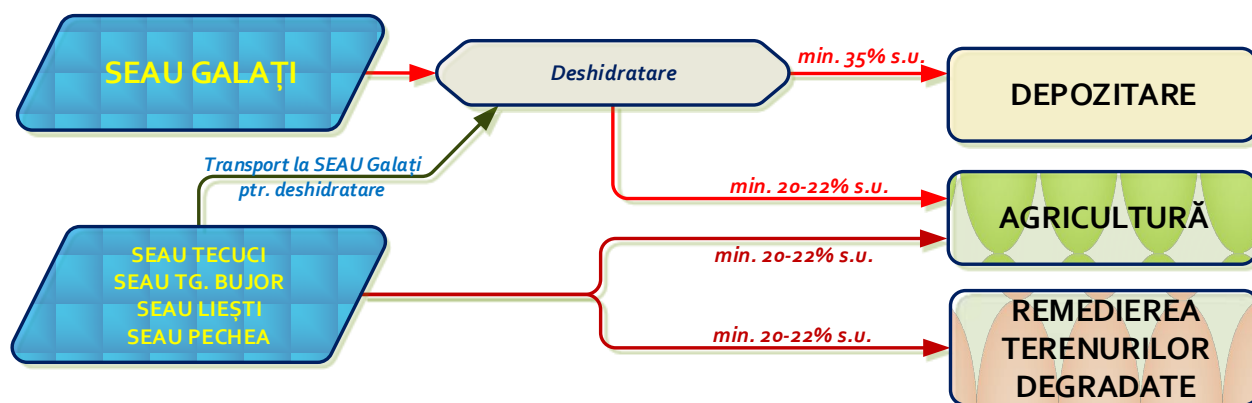 SEAU GALAȚI
Deshidratare
min. 35% s.u.
DEPOZITARE
Transport la SEAU Galați
ptr. deshidratare
min. 20-22% s.u.
AGRICULTURĂ
SEAU TECUCI
SEAU TG. BUJOR
SEAU LIEȘTI
SEAU PECHEA
min. 20-22% s.u.
min. 20-22% s.u.
REMEDIEREA
TERENURILOR
DEGRADATE